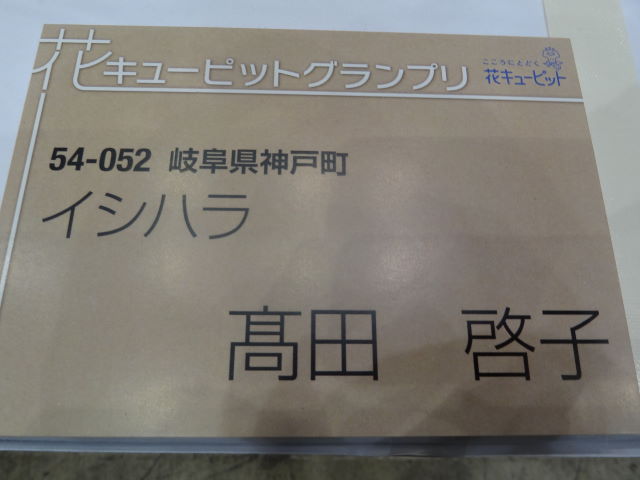 花キューピットグランプリ
こころにとどく
花キューピット
54-052 岐阜県神戸町
イシハラ
髙田 啓子